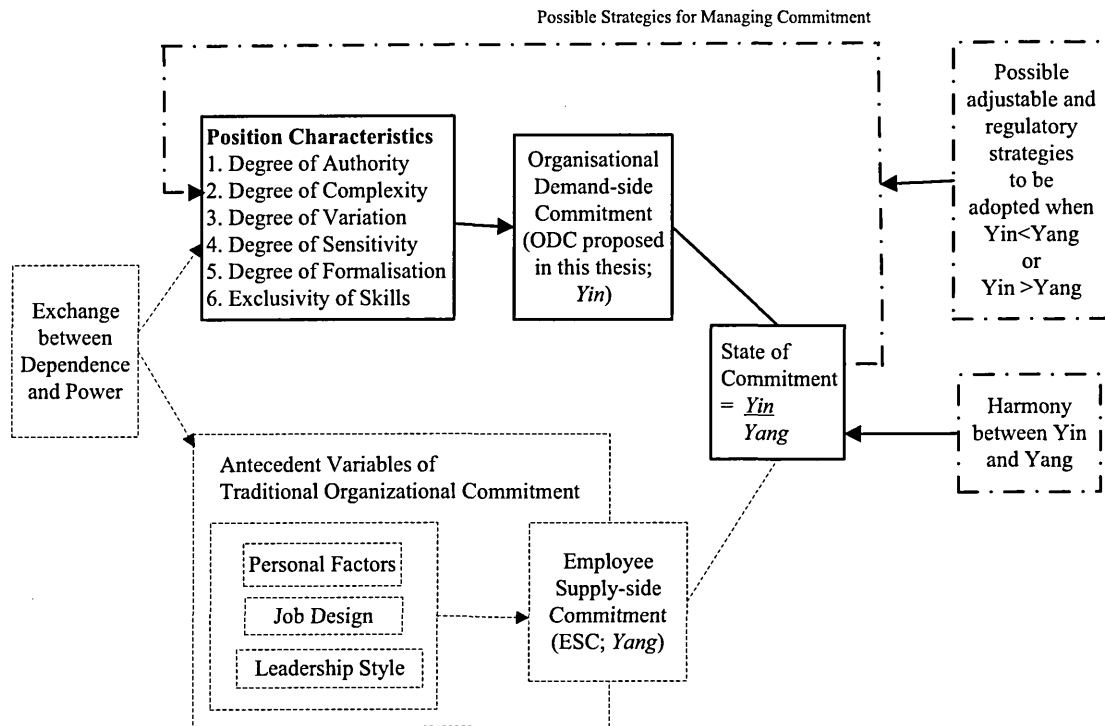 Possible Strategies for Managing Commitment
Position Characteristics
1. Degree of Authority
2. Degree of Complexity
3. Degree of Variation
4. Degree of Sensitivity
5. Degree of Formalisation
6. Exclusivity of Skills
Organisational
Demand-side
Commitment
(ODC proposed
in this thesis;
Yin)
Possible
adjustable and
regulatory
strategies
to be
adopted when
Yin<Yang
or
Yin >Yang
Exchange
between
Dependence
and Power
State of
Commitment
= Yin
Yang
Harmony
between Yin
and Yang
Antecedent Variables of
Traditional Organizational Commitment
Personal Factors
Job Design
Leadership Style
Employee
Supply-side
Commitment
(ESC; Yang)